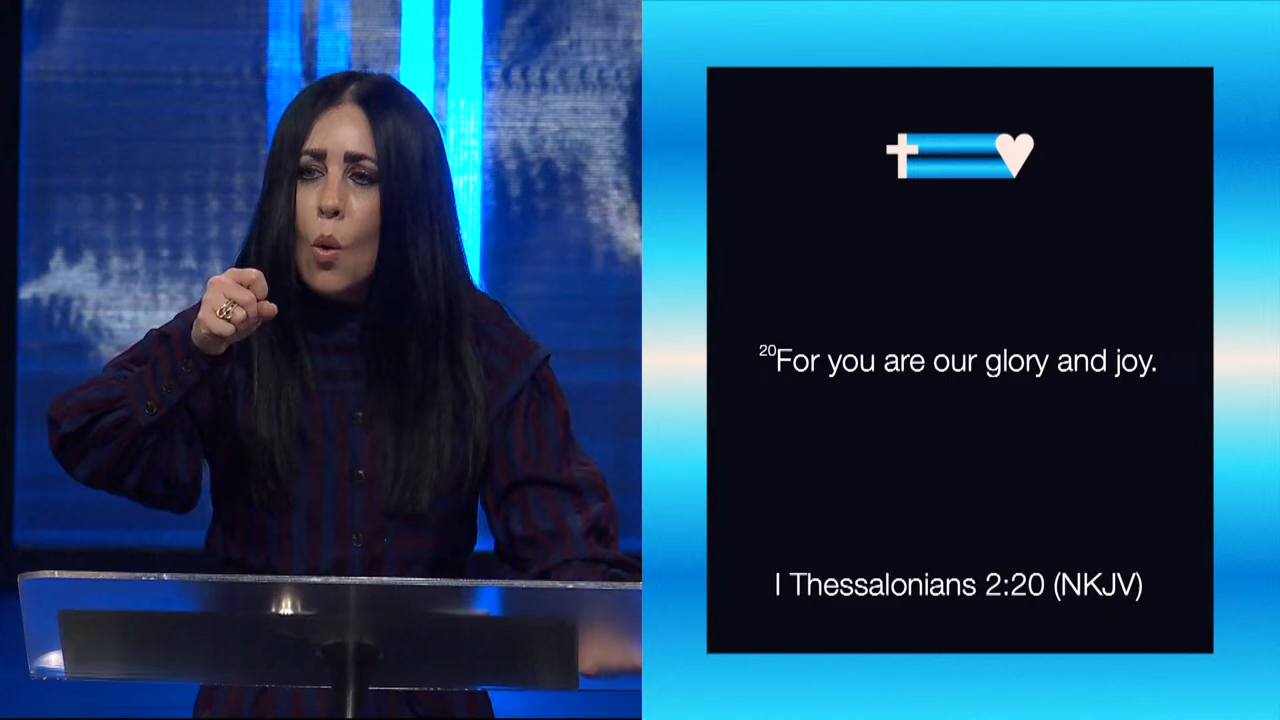 ²⁰For you are our glory and joy.
I Thessalonians 2:20 (NKJV)